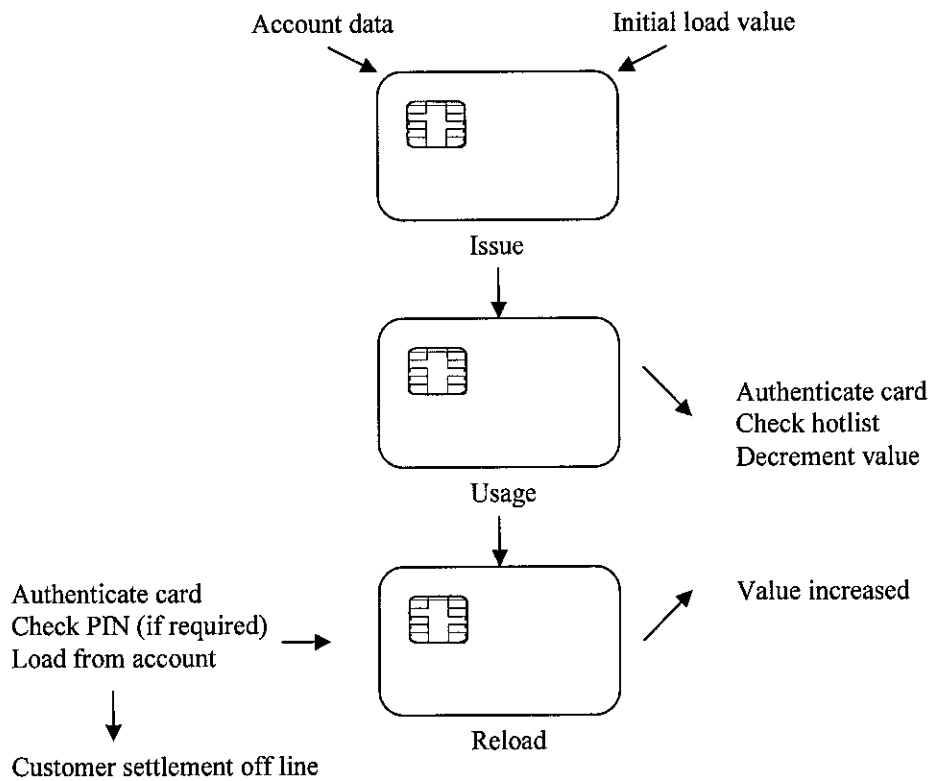 Account data
Initial load value
Issue
Authenticate card
Check hotlist
Decrement value
Usage
Authenticate card
Check PIN (if required)
Load from account
Value increased
Reload
Customer settlement off line